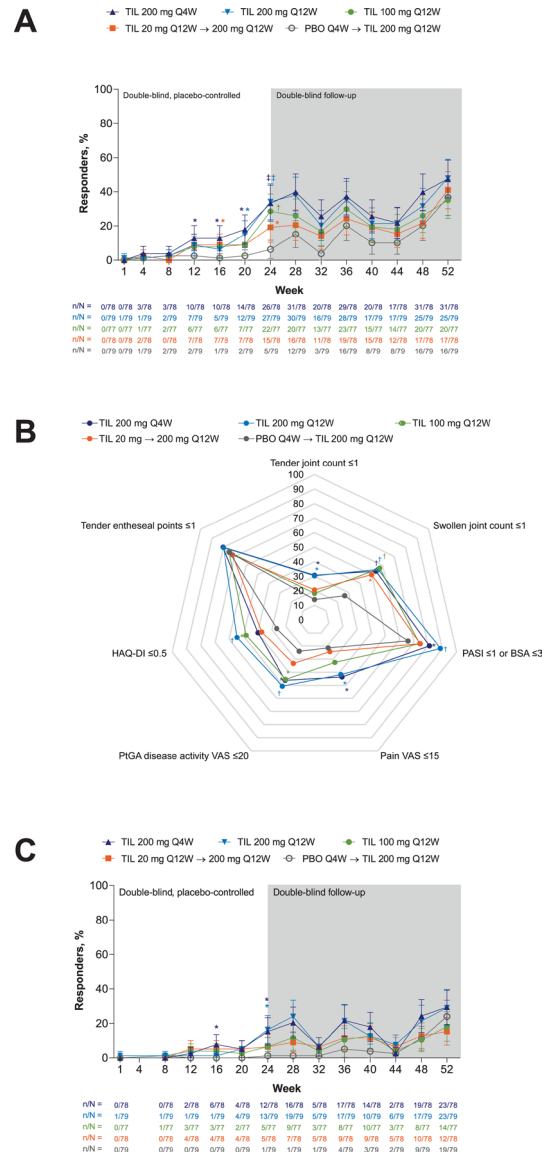 A
TIL 200 mg Q4W TIL 200 mg Q12W TIL 100 mg Q12W
TIL 20 mg Q12W → 200 mg Q12W PBO Q4W → TIL 200 mg Q12W
Double-blind, placebo-controlled Double-blind follow-up
Responders, %
100
80
60
40
20
0
* * * * * ‡ ‡ † *
1 4 8 12 16 20 24 28 32 36 40 44 48 52
Week
n/N = 0/78 0/78 3/78 3/78 10/78 10/78 14/78 26/78 31/78 20/78 29/78 20/78 17/78 31/78 31/78
n/N = 0/79 1/79 1/79 2/79 7/79 5/79 12/79 27/79 30/79 16/79 28/79 17/79 17/79 25/79 25/79
n/N = 0/77 1/77 1/77 2/77 6/77 6/77 7/77 22/77 20/77 13/77 23/77 15/77 14/77 20/77 20/77
n/N = 0/78 0/78 2/78 0/78 7/78 7/78 7/78 15/78 16/78 11/78 19/78 15/78 12/78 17/78 17/78
n/N = 0/79 0/79 1/79 2/79 2/79 1/79 2/79 5/79 12/79 3/79 16/79 8/79 8/79 16/79 16/79
B
TIL 200 mg Q4W TIL 200 mg Q12W TIL 100 mg Q12W
TIL 20 mg → 200 mg Q12W PBO Q4W → TIL 200 mg Q12W
Tender joint count ≤1
100
90
80
70
60
50
40
30
20
10
0
Tender entheseal points ≤1
Swollen joint count ≤1
HAQ-DI ≤0.5
PASI ≤1 or BSA ≤3
PtGA disease activity VAS ≤20
Pain VAS ≤15
C
TIL 200 mg Q4W TIL 200 mg Q12W TIL 100 mg Q12W
TIL 20 mg Q12W → 200 mg Q12W PBO Q4W → TIL 200 mg Q12W
Double-blind, placebo-controlled Double-blind follow-up
Responders, %
100
80
60
40
20
0
* * *
1 4 8 12 16 20 24 28 32 36 40 44 48 52
Week
n/N = 0/78 0/78 2/78 6/78 4/78 12/78 16/78 5/78 17/78 14/78 2/78 19/78 23/78
n/N = 1/79 1/79 1/79 1/79 4/79 13/79 19/79 5/79 17/79 10/79 6/79 17/79 23/79
n/N = 0/77 1/77 3/77 3/77 2/77 5/77 9/77 3/77 8/77 10/77 3/77 8/77 14/77
n/N = 0/78 0/78 4/78 4/78 4/78 5/78 7/78 5/78 9/78 9/78 5/78 10/78 12/78
n/N = 0/79 0/79 0/79 0/79 0/79 1/79 1/79 1/79 4/79 3/79 2/79 9/79 19/79